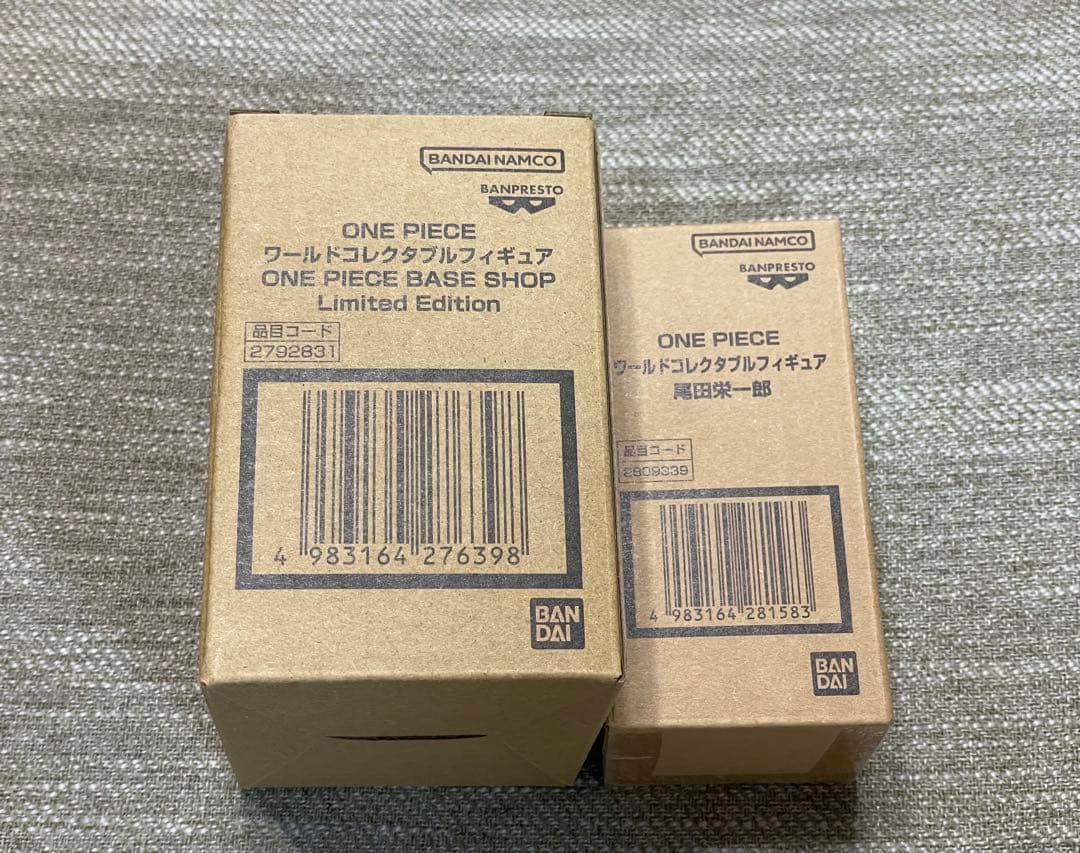 BANDAI NAMCO
BANPRESTO
ONE PIECE
ワールドコレクタブルフィギュア
ONE PIECE BASE SHOP
Limited Edition
品目コード
2792831
4 983164 276398
BAN
DAI
BANDAI NAMCO
BANPRESTO
ONE PIECE
ワールドコレクタブルフィギュア
尾田栄一郎
品目コード
2809339
4 983164 281583
BAN
DAI